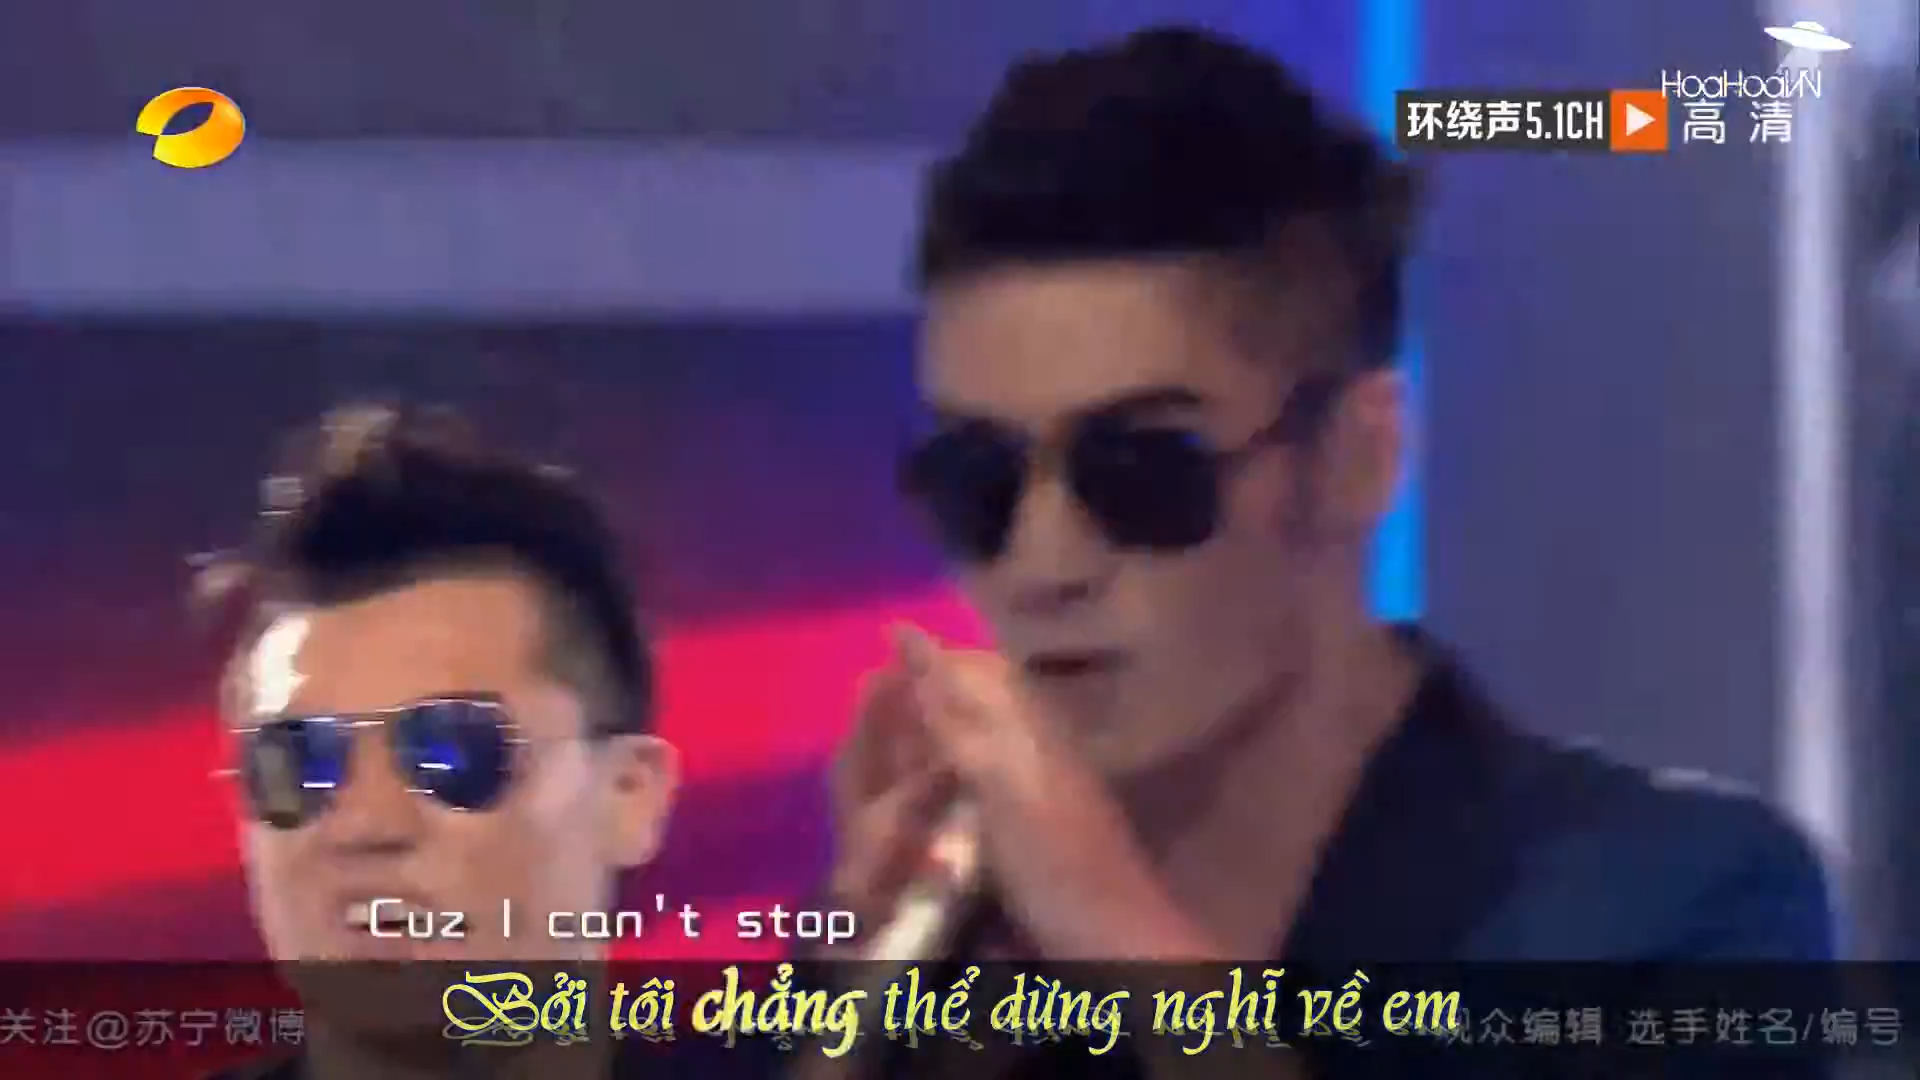 HoaHoaVN
环绕声5.1CH
高清
Cuz I can't stop
Bởi tôi chẳng thể dừng nghĩ về em
关注@苏宁微博
观众编辑 选手姓名/编号